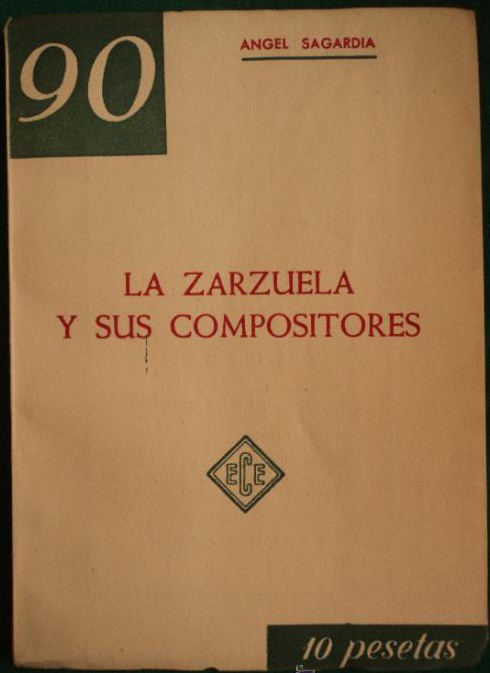 90
ANGEL SAGARDIA
LA ZARZUELA
Y SUS COMPOSITORES
ECE
10 pesetas